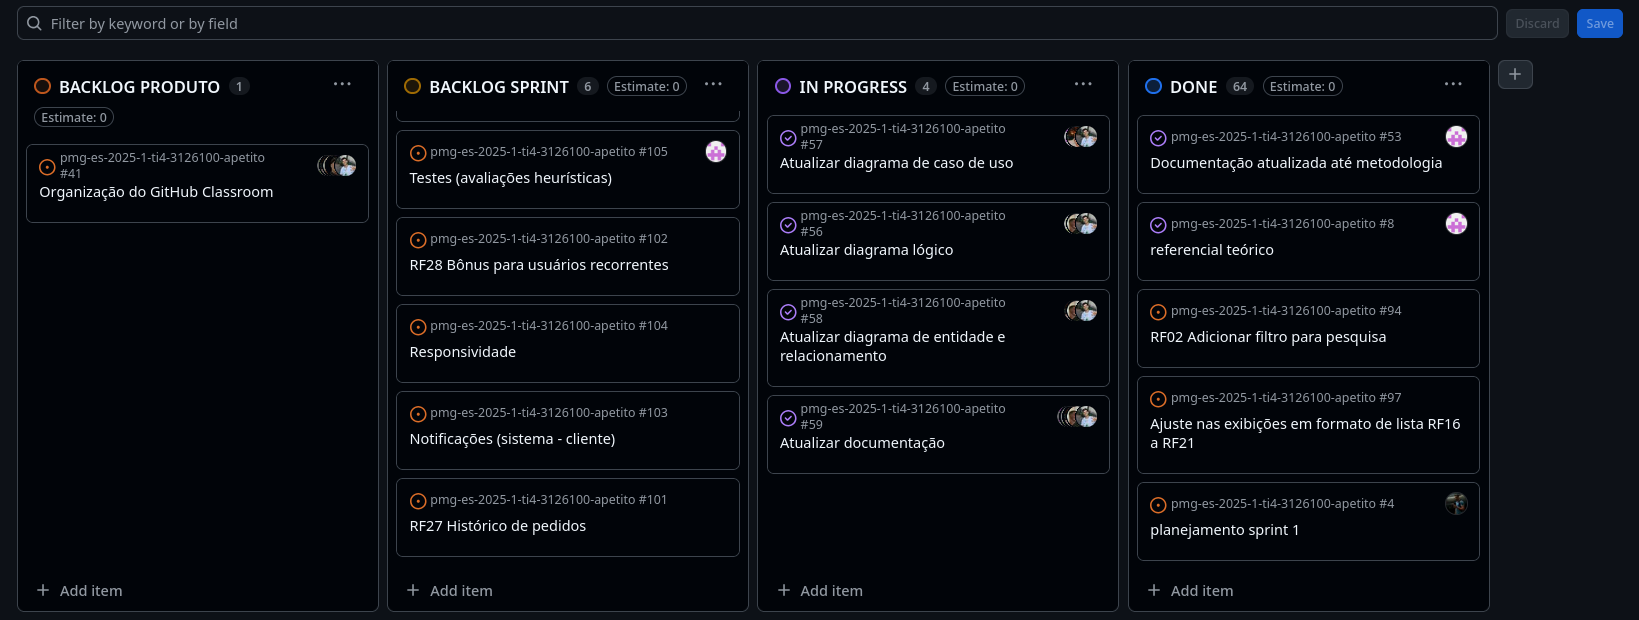 Filter by keyword or by field
Discard
Save
BACKLOG PRODUTO 1
Estimate: 0
pmg-es-2025-1-ti4-3126100-apetito
#41
Organização do GitHub Classroom
Add item
BACKLOG SPRINT 6 Estimate: 0
pmg-es-2025-1-ti4-3126100-apetito #105
Testes (avaliações heurísticas)
pmg-es-2025-1-ti4-3126100-apetito #102
RF28 Bônus para usuários recorrentes
pmg-es-2025-1-ti4-3126100-apetito #104
Responsividade
pmg-es-2025-1-ti4-3126100-apetito #103
Notificações (sistema - cliente)
pmg-es-2025-1-ti4-3126100-apetito #101
RF27 Histórico de pedidos
Add item
IN PROGRESS 4 Estimate: 0
pmg-es-2025-1-ti4-3126100-apetito
#57
Atualizar diagrama de caso de uso
pmg-es-2025-1-ti4-3126100-apetito
#56
Atualizar diagrama lógico
pmg-es-2025-1-ti4-3126100-apetito
#58
Atualizar diagrama de entidade e
relacionamento
pmg-es-2025-1-ti4-3126100-apetito
#59
Atualizar documentação
Add item
DONE 64 Estimate: 0
pmg-es-2025-1-ti4-3126100-apetito #53
Documentação atualizada até metodologia
pmg-es-2025-1-ti4-3126100-apetito #8
referencial teórico
pmg-es-2025-1-ti4-3126100-apetito #94
RF02 Adicionar filtro para pesquisa
pmg-es-2025-1-ti4-3126100-apetito #97
Ajuste nas exibições em formato de lista RF16
a RF21
pmg-es-2025-1-ti4-3126100-apetito #4
planejamento sprint 1
Add item